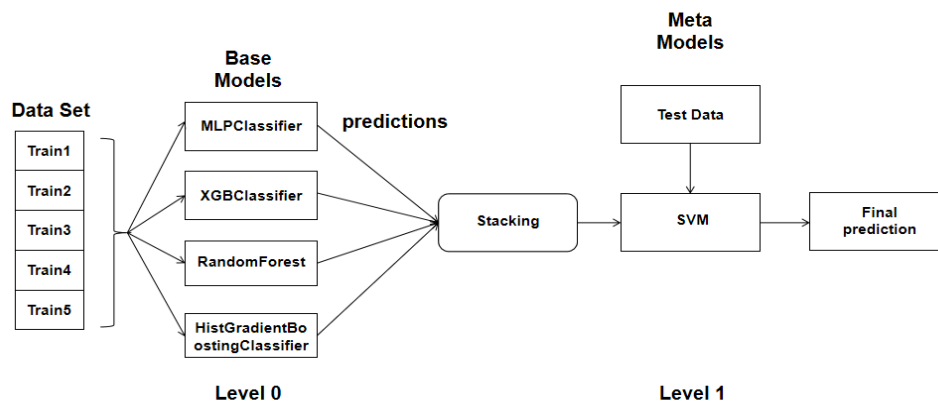 Data Set
Train1
Train2
Train3
Train4
Train5
Base
Models
MLPClassifier
XGBClassifier
RandomForest
HistGradientBo
ostingClassifier
Level 0
predictions
Stacking
Meta
Models
Test Data
SVM
Level 1
Final
prediction